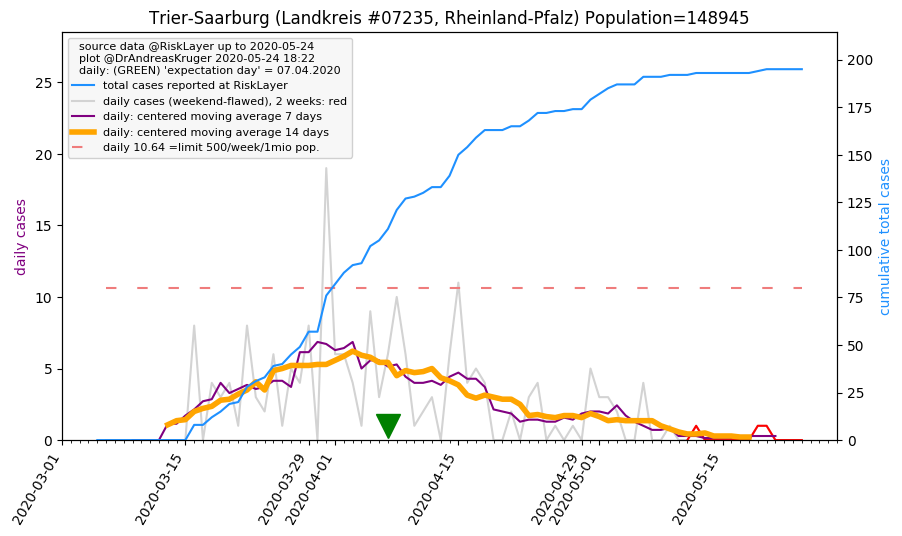 Trier-Saarburg (Landkreis #07235, Rheinland-Pfalz) Population=148945
source data @RiskLayer up to 2020-05-24
plot @DrAndreasKruger 2020-05-24 18:22
daily: (GREEN) 'expectation day' = 07.04.2020
total cases reported at RiskLayer
daily cases (weekend-flawed), 2 weeks: red
daily: centered moving average 7 days
daily: centered moving average 14 days
daily 10.64 =limit 500/week/1mio pop.
daily cases
25
20
15
10
5
0
cumulative total cases
200
175
150
125
100
75
50
25
0
2020-03-01
2020-03-15
2020-03-29
2020-04-01
2020-04-15
2020-04-29
2020-05-01
2020-05-15